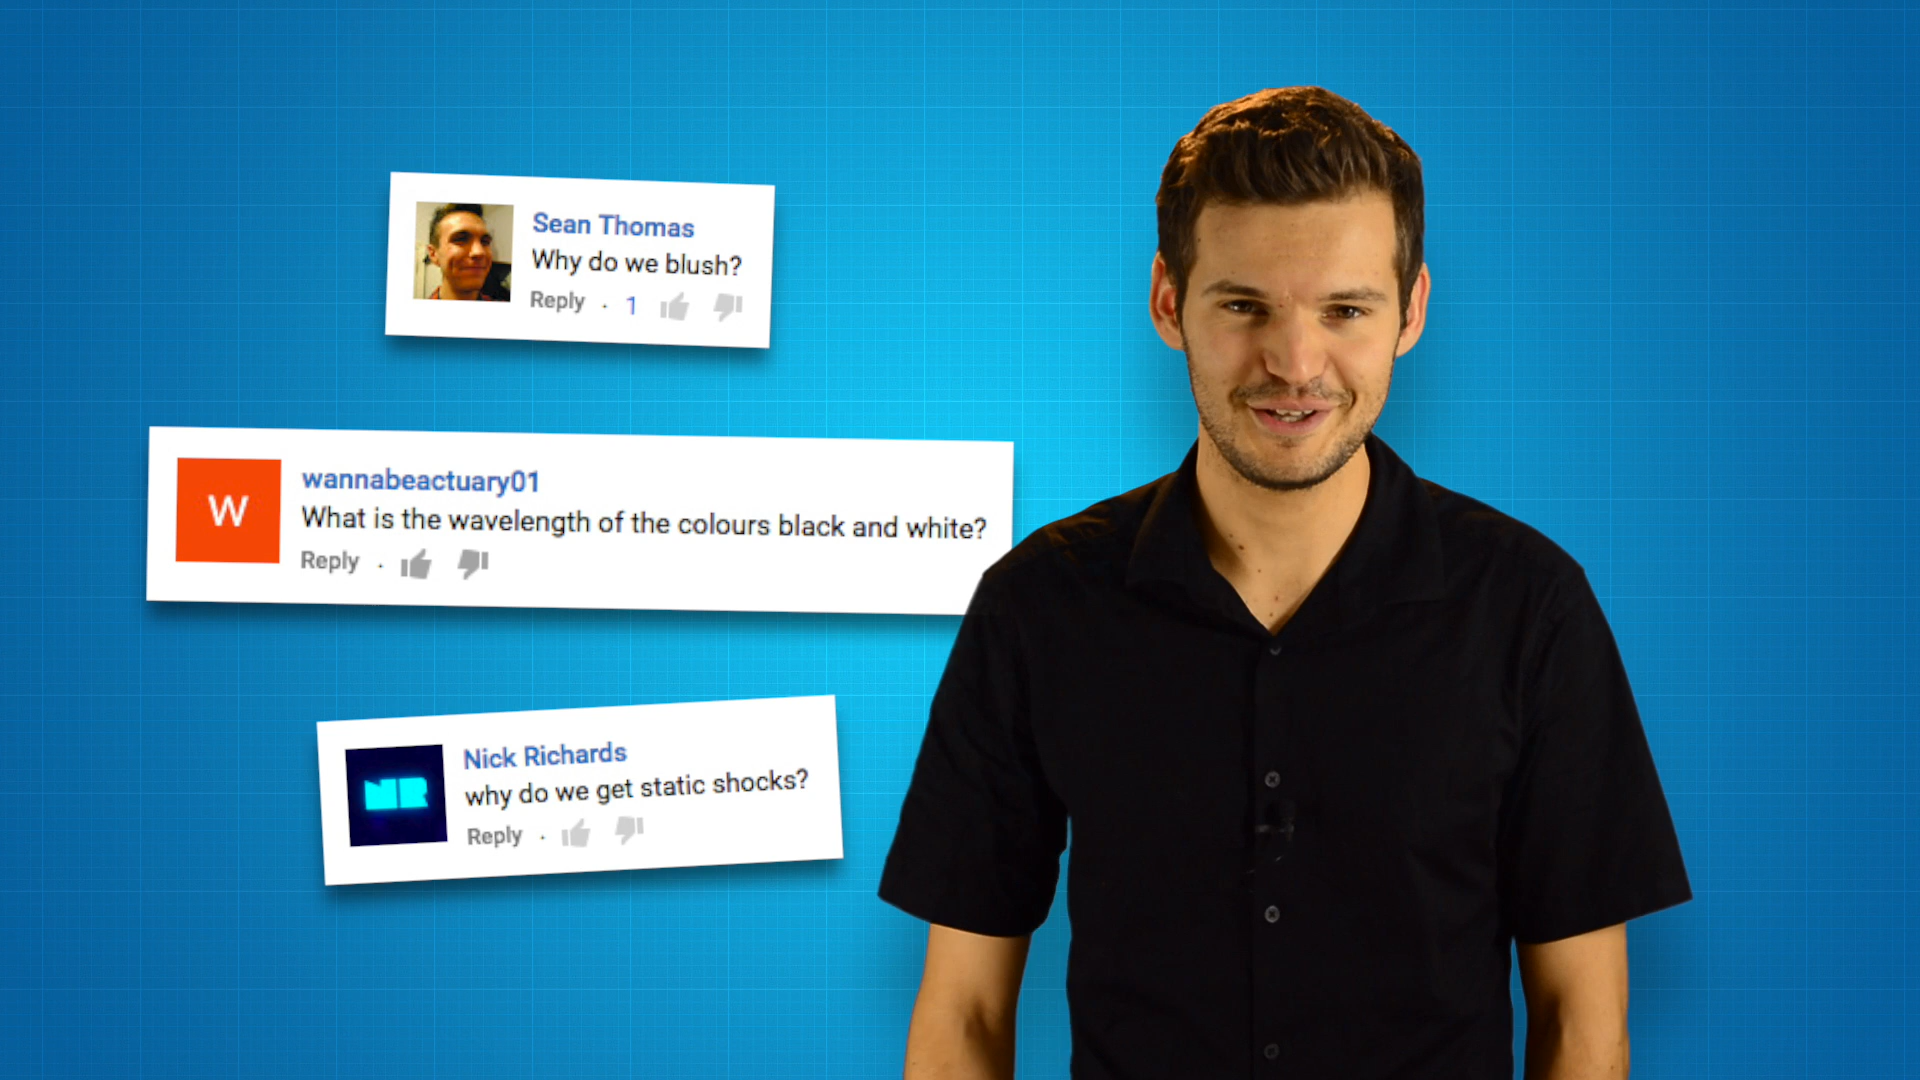 Sean Thomas
Why do we blush?
Reply · 1
W
wannabeactuary01
What is the wavelength of the colours black and white?
Reply ·
NR
Nick Richards
why do we get static shocks?
Reply ·